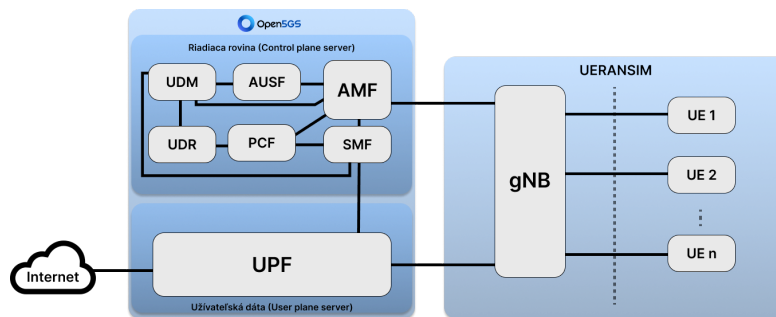 Open5GS
Riadiaca rovina (Control plane server)
UDM
AUSF
AMF
UDR
PCF
SMF
UPF
Internet
Užívateľská dáta (User plane server)
UERANSIM
gNB
UE 1
UE 2
UE n